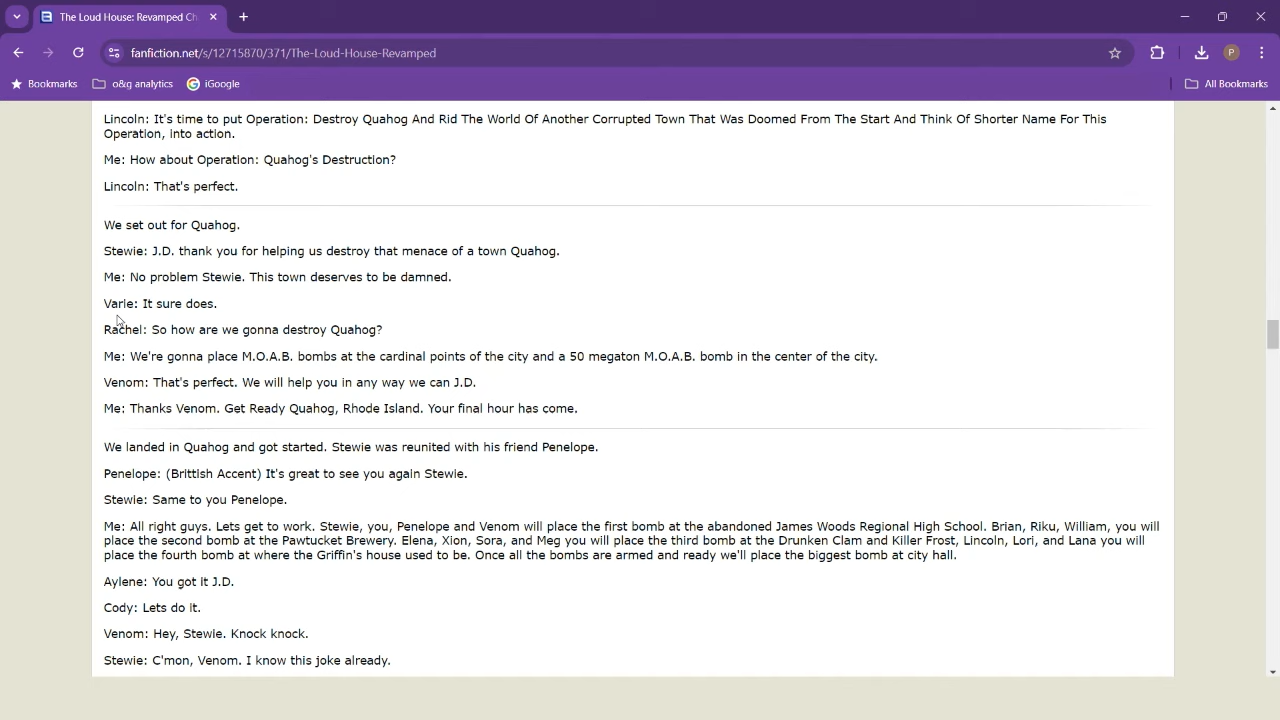 The Loud House: Revamped Ch
fanfiction.net/s/12715870/371/The-Loud-House-Revamped
P
Bookmarks
o&g analytics
iGoogle
All Bookmarks
Lincoln: It's time to put Operation: Destroy Quahog And Rid The World Of Another Corrupted Town That Was Doomed From The Start And Think Of Shorter Name For This
Operation, into action.
Me: How about Operation: Quahog's Destruction?
Lincoln: That's perfect.
We set out for Quahog.
Stewie: J.D. thank you for helping us destroy that menace of a town Quahog.
Me: No problem Stewie. This town deserves to be damned.
Varie: It sure does.
Rachel: So how are we gonna destroy Quahog?
Me: We're gonna place M.O.A.B. bombs at the cardinal points of the city and a 50 megaton M.O.A.B. bomb in the center of the city.
Venom: That's perfect. We will help you in any way we can J.D.
Me: Thanks Venom. Get Ready Quahog, Rhode Island. Your final hour has come.
We landed in Quahog and got started. Stewie was reunited with his friend Penelope.
Penelope: (Brittish Accent) It's great to see you again Stewie.
Stewie: Same to you Penelope.
Me: All right guys. Lets get to work. Stewie, you, Penelope and Venom will place the first bomb at the abandoned James Woods Regional High School. Brian, Riku, William, you will
place the second bomb at the Pawtucket Brewery. Elena, Xion, Sora, and Meg you will place the third bomb at the Drunken Clam and Killer Frost, Lincoln, Lori, and Lana you will
place the fourth bomb at where the Griffin's house used to be. Once all the bombs are armed and ready we'll place the biggest bomb at city hall.
Aylene: You got it J.D.
Cody: Lets do it.
Venom: Hey, Stewie. Knock knock.
Stewie: C'mon, Venom. I know this joke already.